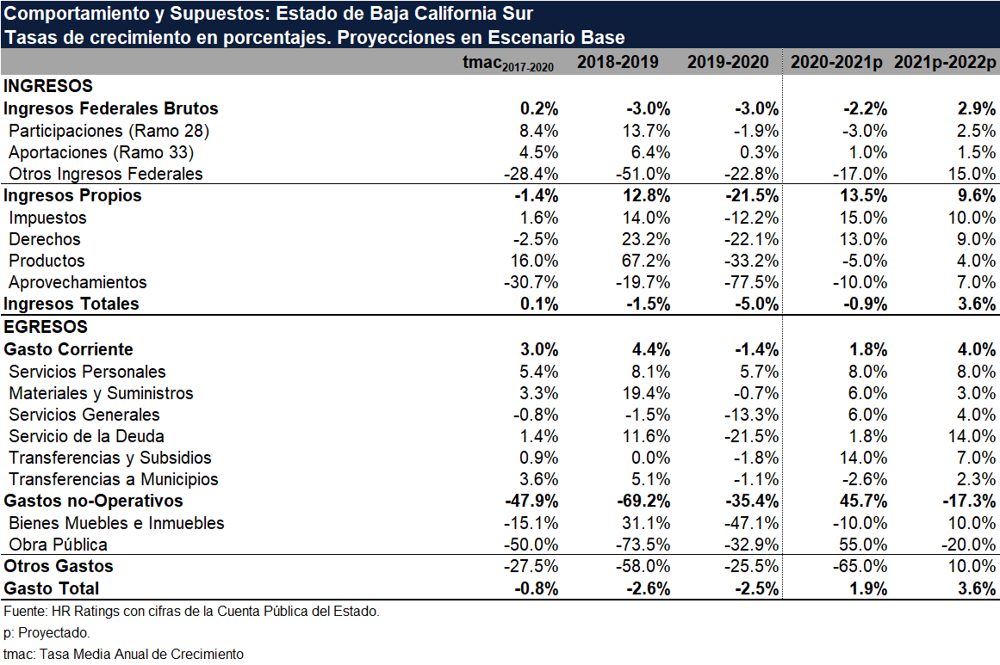 Comportamiento y Supuestos: Estado de Baja California Sur
Tasas de crecimiento en porcentajes. Proyecciones en Escenario Base
tmac2017-2020 2018-2019 2019-2020 2020-2021p 2021p-2022p
INGRESOS
Ingresos Federales Brutos 0.2% -3.0% -3.0% -2.2% 2.9%
Participaciones (Ramo 28) 8.4% 13.7% -1.9% -3.0% 2.5%
Aportaciones (Ramo 33) 4.5% 6.4% 0.3% 1.0% 1.5%
Otros Ingresos Federales -28.4% -51.0% -22.8% -17.0% 15.0%
Ingresos Propios -1.4% 12.8% -21.5% 13.5% 9.6%
Impuestos 1.6% 14.0% -12.2% 15.0% 10.0%
Derechos -2.5% 23.2% -22.1% 13.0% 9.0%
Productos 16.0% 67.2% -33.2% -5.0% 4.0%
Aprovechamientos -30.7% -19.7% -77.5% -10.0% 7.0%
Ingresos Totales 0.1% -1.5% -5.0% -0.9% 3.6%
EGRESOS
Gasto Corriente 3.0% 4.4% -1.4% 1.8% 4.0%
Servicios Personales 5.4% 8.1% 5.7% 8.0% 8.0%
Materiales y Suministros 3.3% 19.4% -0.7% 6.0% 3.0%
Servicios Generales -0.8% -1.5% -13.3% 6.0% 4.0%
Servicio de la Deuda 1.4% 11.6% -21.5% 1.8% 14.0%
Transferencias y Subsidios 0.9% 0.0% -1.8% 14.0% 7.0%
Transferencias a Municipios 3.6% 5.1% -1.1% -2.6% 2.3%
Gastos no-Operativos -47.9% -69.2% -35.4% 45.7% -17.3%
Bienes Muebles e Inmuebles -15.1% 31.1% -47.1% -10.0% 10.0%
Obra Pública -50.0% -73.5% -32.9% 55.0% -20.0%
Otros Gastos -27.5% -58.0% -25.5% -65.0% 10.0%
Gasto Total -0.8% -2.6% -2.5% 1.9% 3.6%
Fuente: HR Ratings con cifras de la Cuenta Pública del Estado.
p: Proyectado.
tmac: Tasa Media Anual de Crecimiento